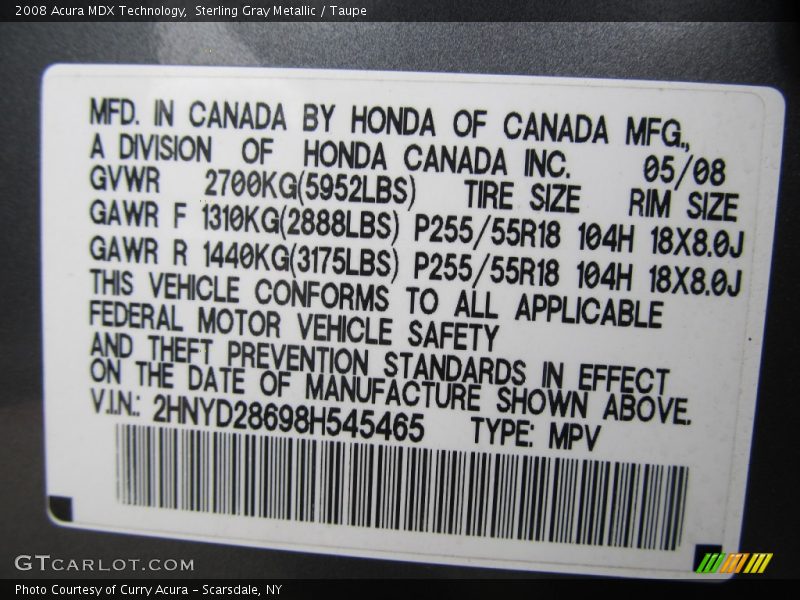 2008 Acura MDX Technology, Sterling Gray Metallic / Taupe
MFD. IN CANADA BY HONDA OF CANADA MFG.,
A DIVISION OF HONDA CANADA INC. 05/08
GVWR 2700KG(5952LBS) TIRE SIZE RIM SIZE
GAWR F 1310KG(2888LBS) P255/55R18 104H 18X8.0J
GAWR R 1440KG(3175LBS) P255/55R18 104H 18X8.0J
THIS VEHICLE CONFORMS TO ALL APPLICABLE
FEDERAL MOTOR VEHICLE SAFETY
AND THEFT PREVENTION STANDARDS IN EFFECT
ON THE DATE OF MANUFACTURE SHOWN ABOVE.
V.I.N.: 2HNYD28698H545465 TYPE: MPV
GTCARLOT.COM
Photo Courtesy of Curry Acura - Scarsdale, NY